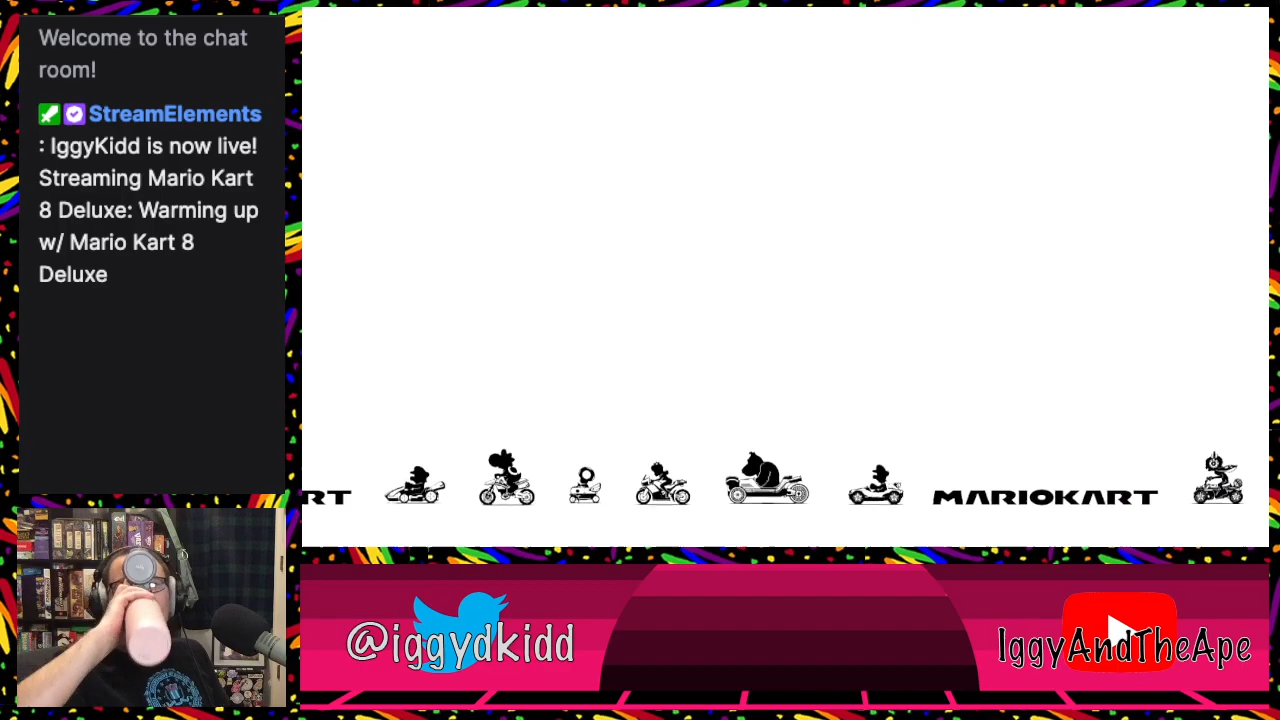 Welcome to the chat
room!
StreamElements
: IggyKidd is now live!
Streaming Mario Kart
8 Deluxe: Warming up
w/ Mario Kart 8
Deluxe
RT
MARIOKART
@iggydkidd
IggyAndTheApe